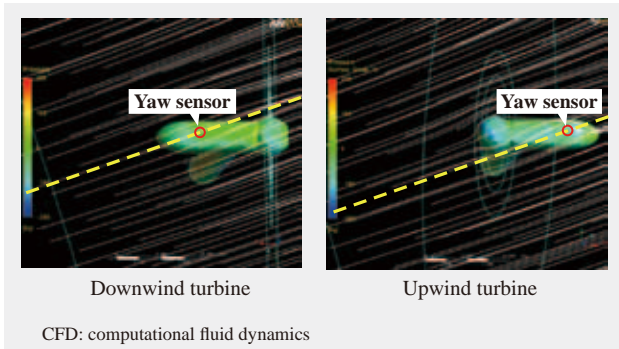 Yaw sensor
Yaw sensor
Downwind turbine
Upwind turbine
CFD: computational fluid dynamics